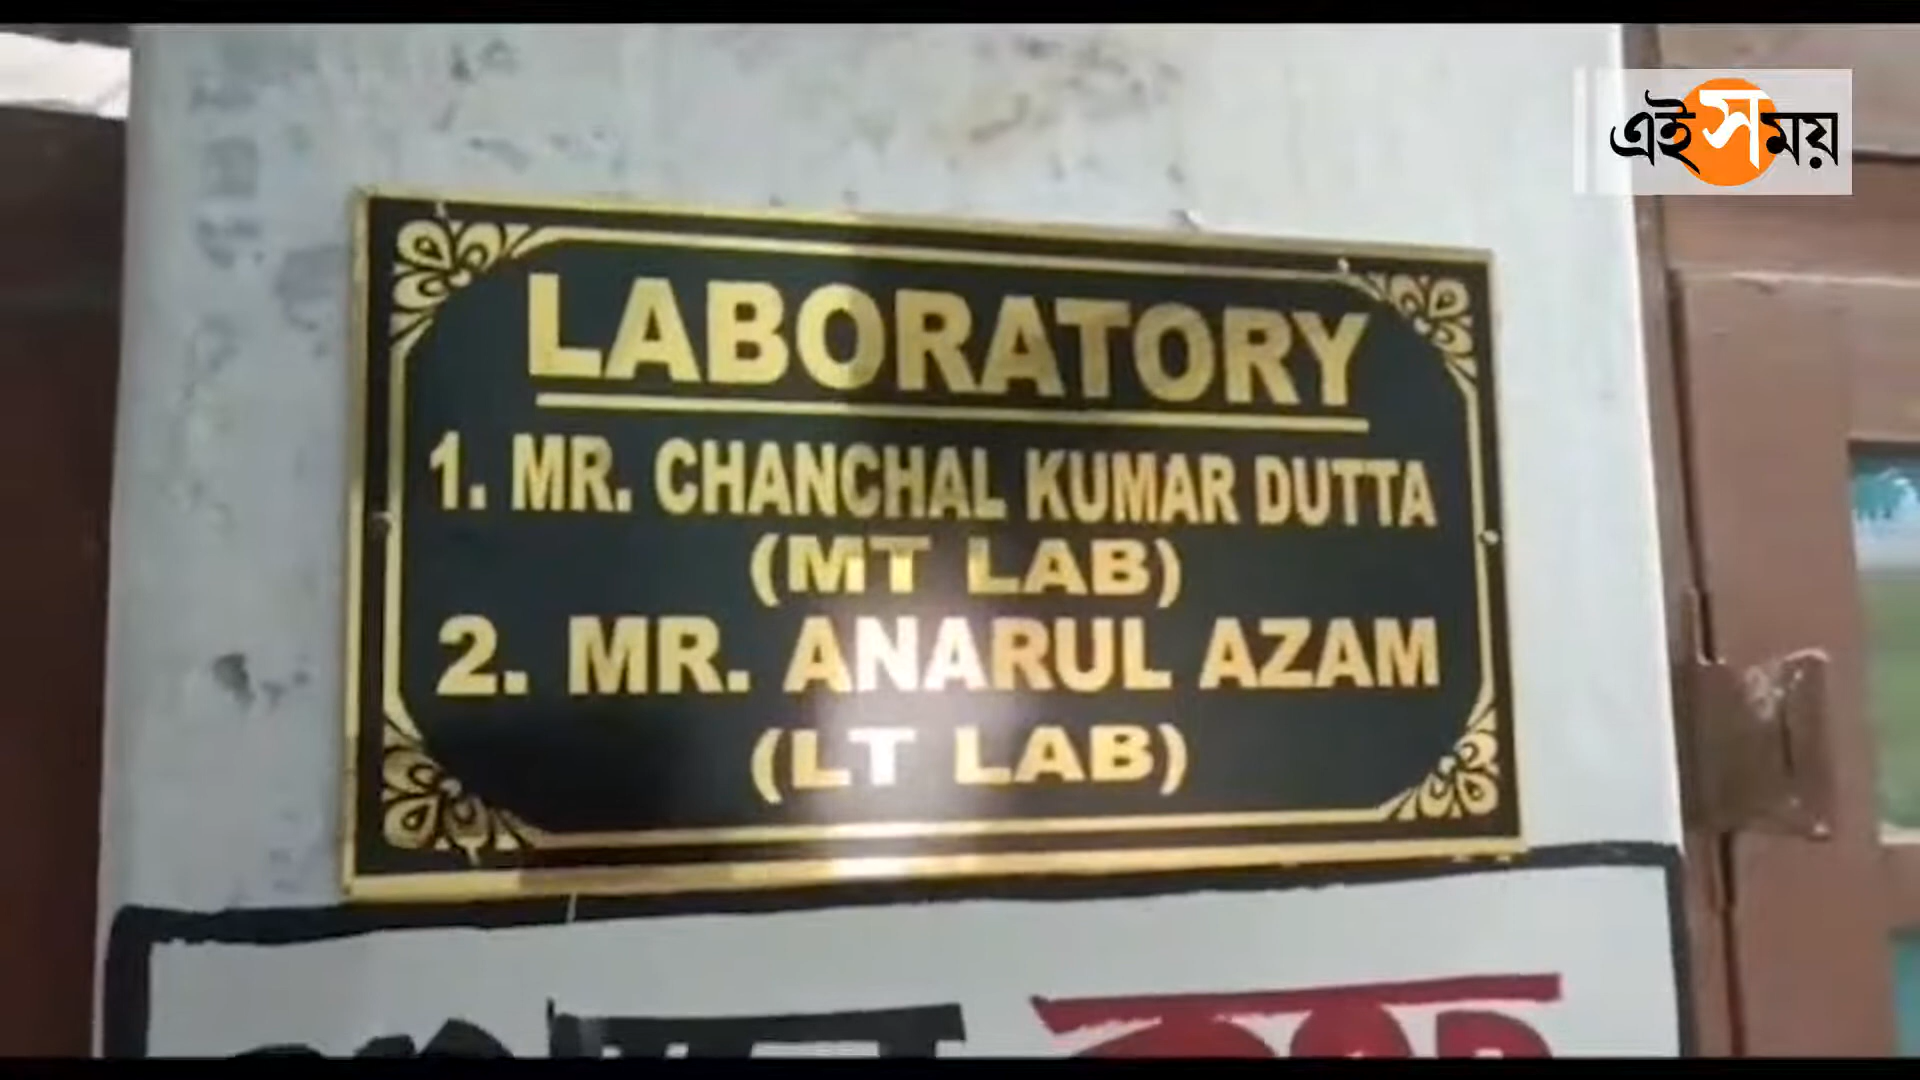 এই সময়
LABORATORY
1. MR. CHANCHAL KUMAR DUTTA
(MT LAB)
2. MR. ANARUL AZAM
(LT LAB)